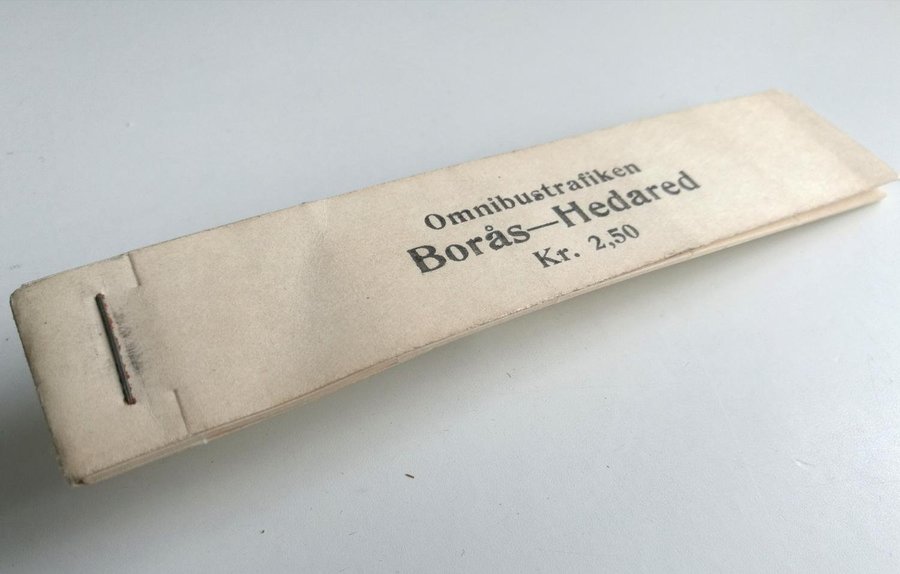 Omnibustrafiken
Borås—Hedared
Kr. 2,50